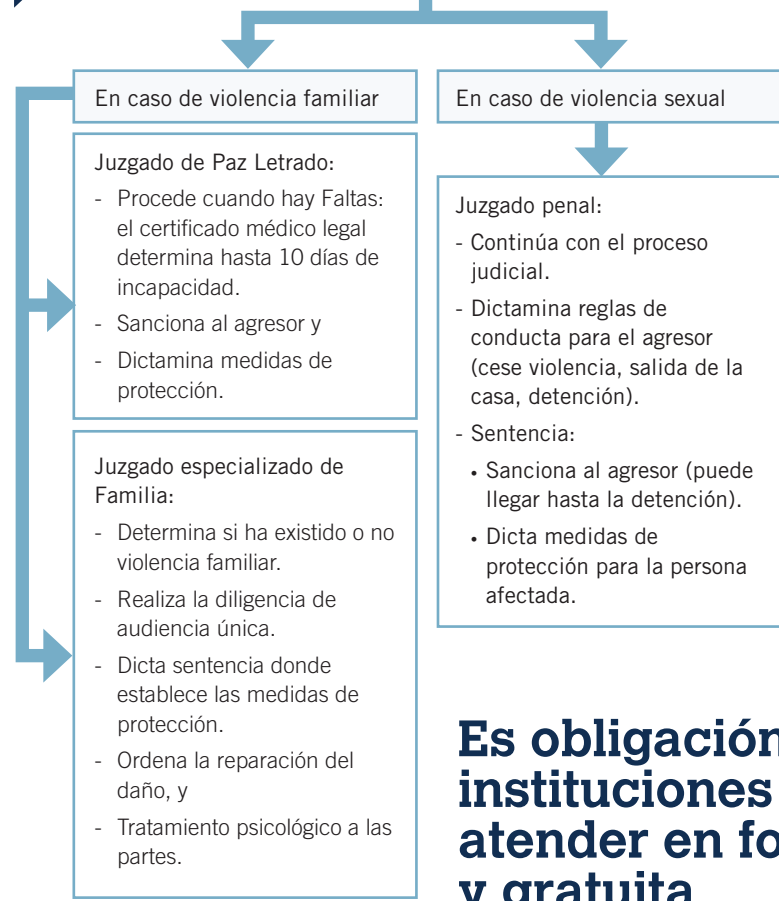 En caso de violencia familiar
Juzgado de Paz Letrado:
- Procede cuando hay Faltas:
el certificado médico legal
determina hasta 10 días de
incapacidad.
- Sanciona al agresor y
- Dictamina medidas de
protección.
Juzgado especializado de
Familia:
- Determina si ha existido o no
violencia familiar.
- Realiza la diligencia de
audiencia única.
- Dicta sentencia donde
establece las medidas de
protección.
- Ordena la reparación del
daño, y
- Tratamiento psicológico a las
partes.
En caso de violencia sexual
Juzgado penal:
- Continúa con el proceso
judicial.
- Dictamina reglas de
conducta para el agresor
(cese violencia, salida de la
casa, detención).
- Sentencia:
• Sanciona al agresor (puede
llegar hasta la detención).
• Dicta medidas de
protección para la persona
afectada.
Es obligación
instituciones
atender en fo
y gratuita